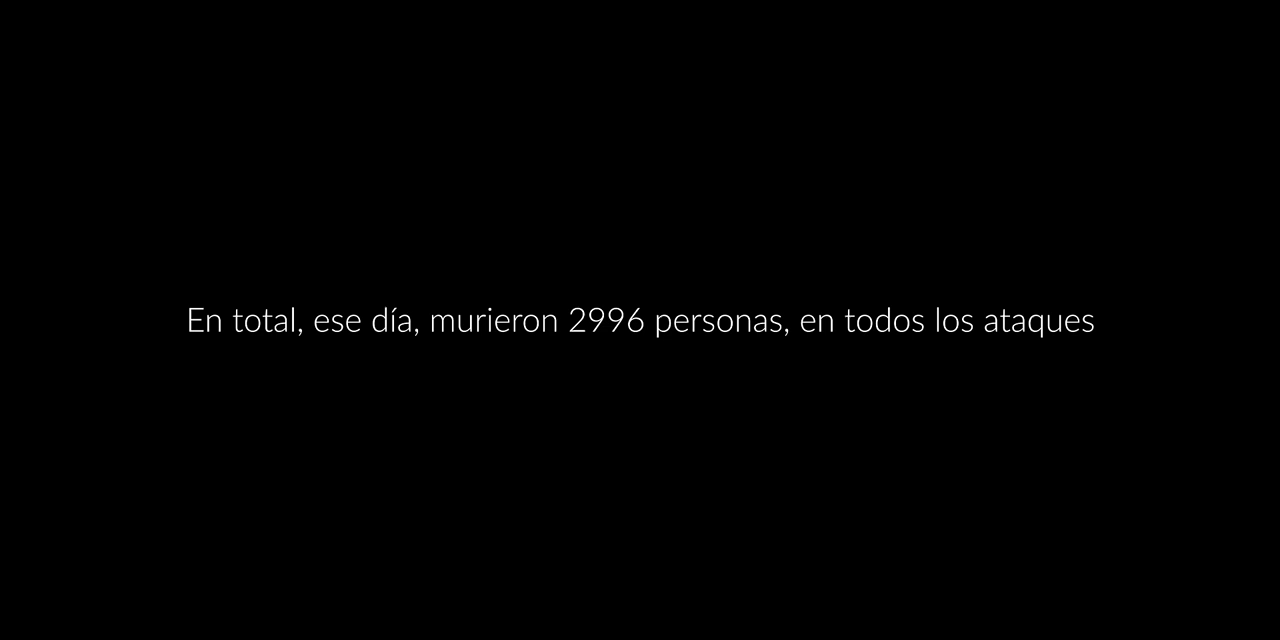 En total, ese día, murieron 2996 personas, en todos los ataques